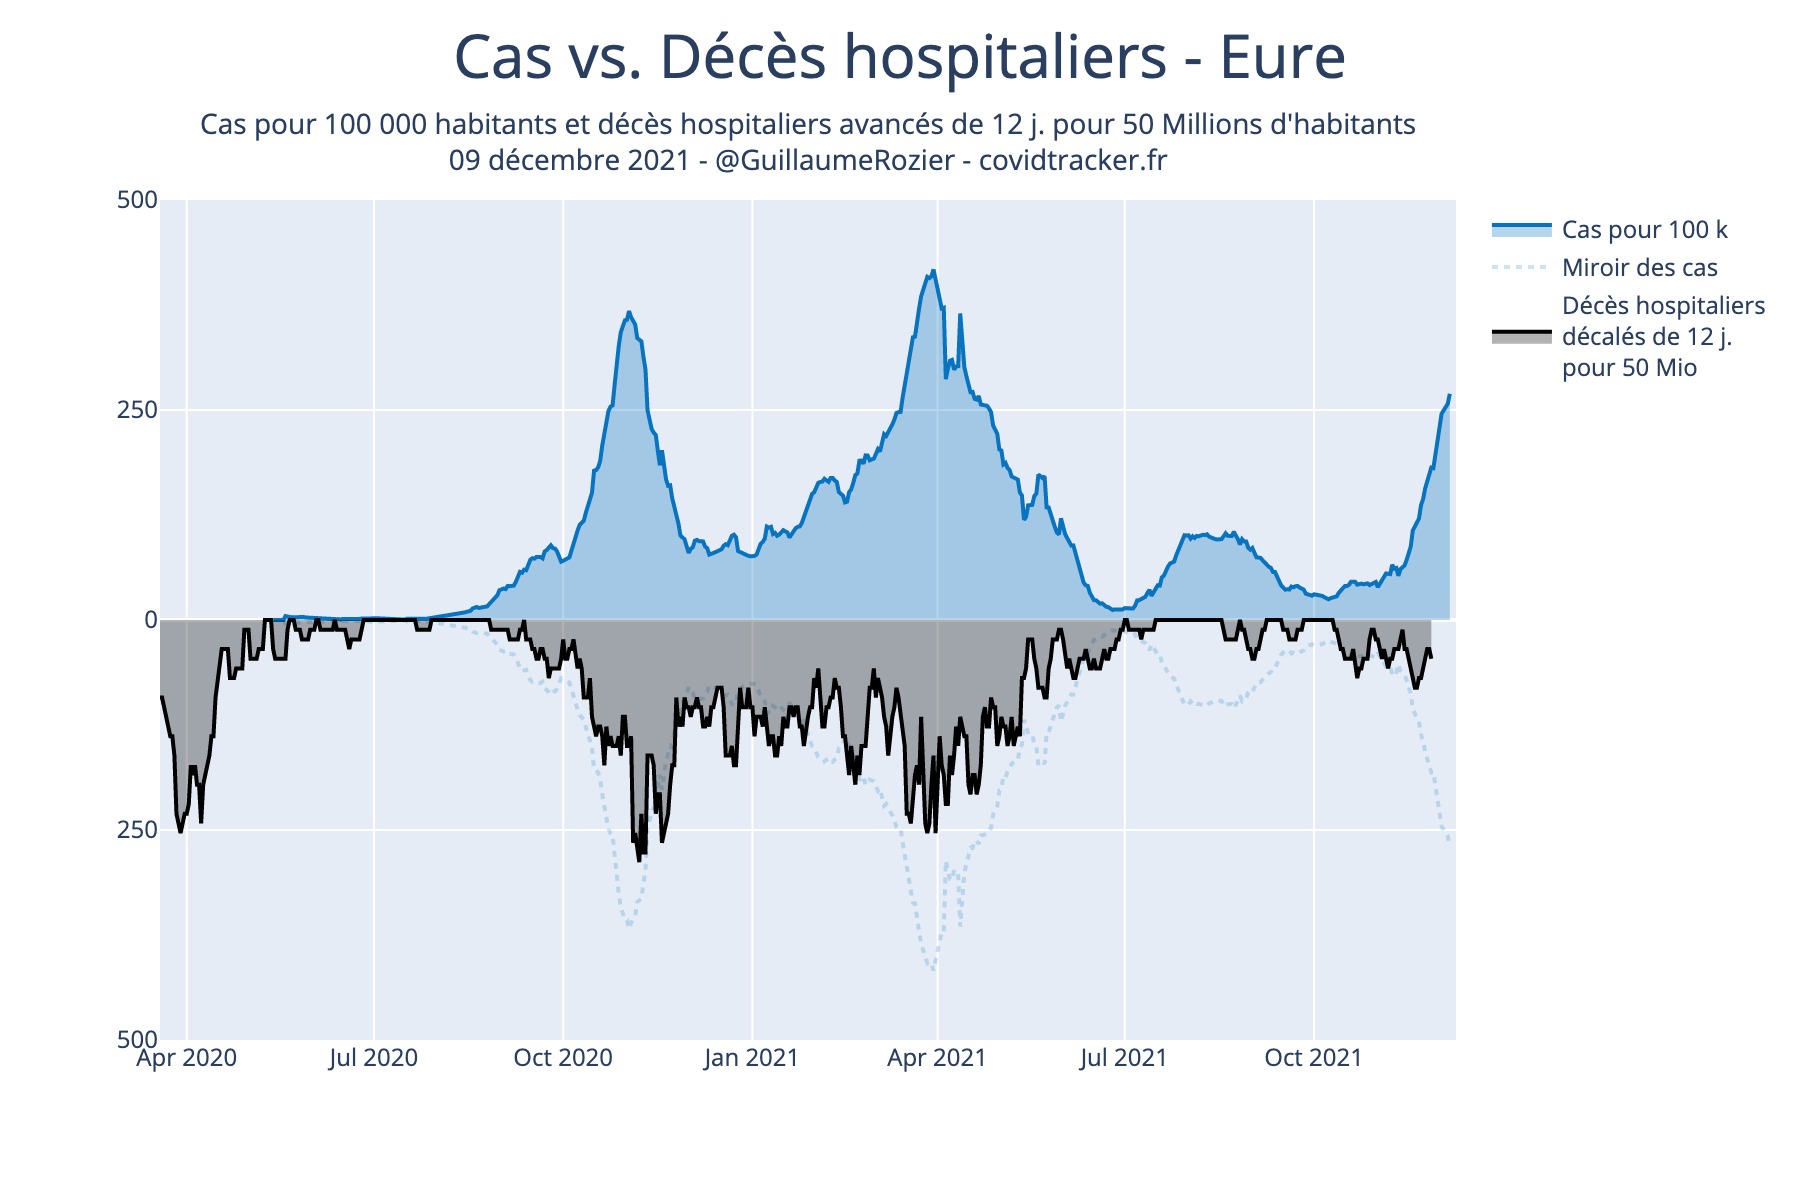 Cas vs. Décès hospitaliers - Eure
Cas pour 100 000 habitants et décès hospitaliers avancés de 12 j. pour 50 Millions d'habitants
09 décembre 2021 - @GuillaumeRozier - covidtracker.fr
500
250
0
250
500
Apr 2020
Jul 2020
Oct 2020
Jan 2021
Apr 2021
Jul 2021
Oct 2021
Cas pour 100 k
Miroir des cas
Décès hospitaliers
décalés de 12 j.
pour 50 Mio